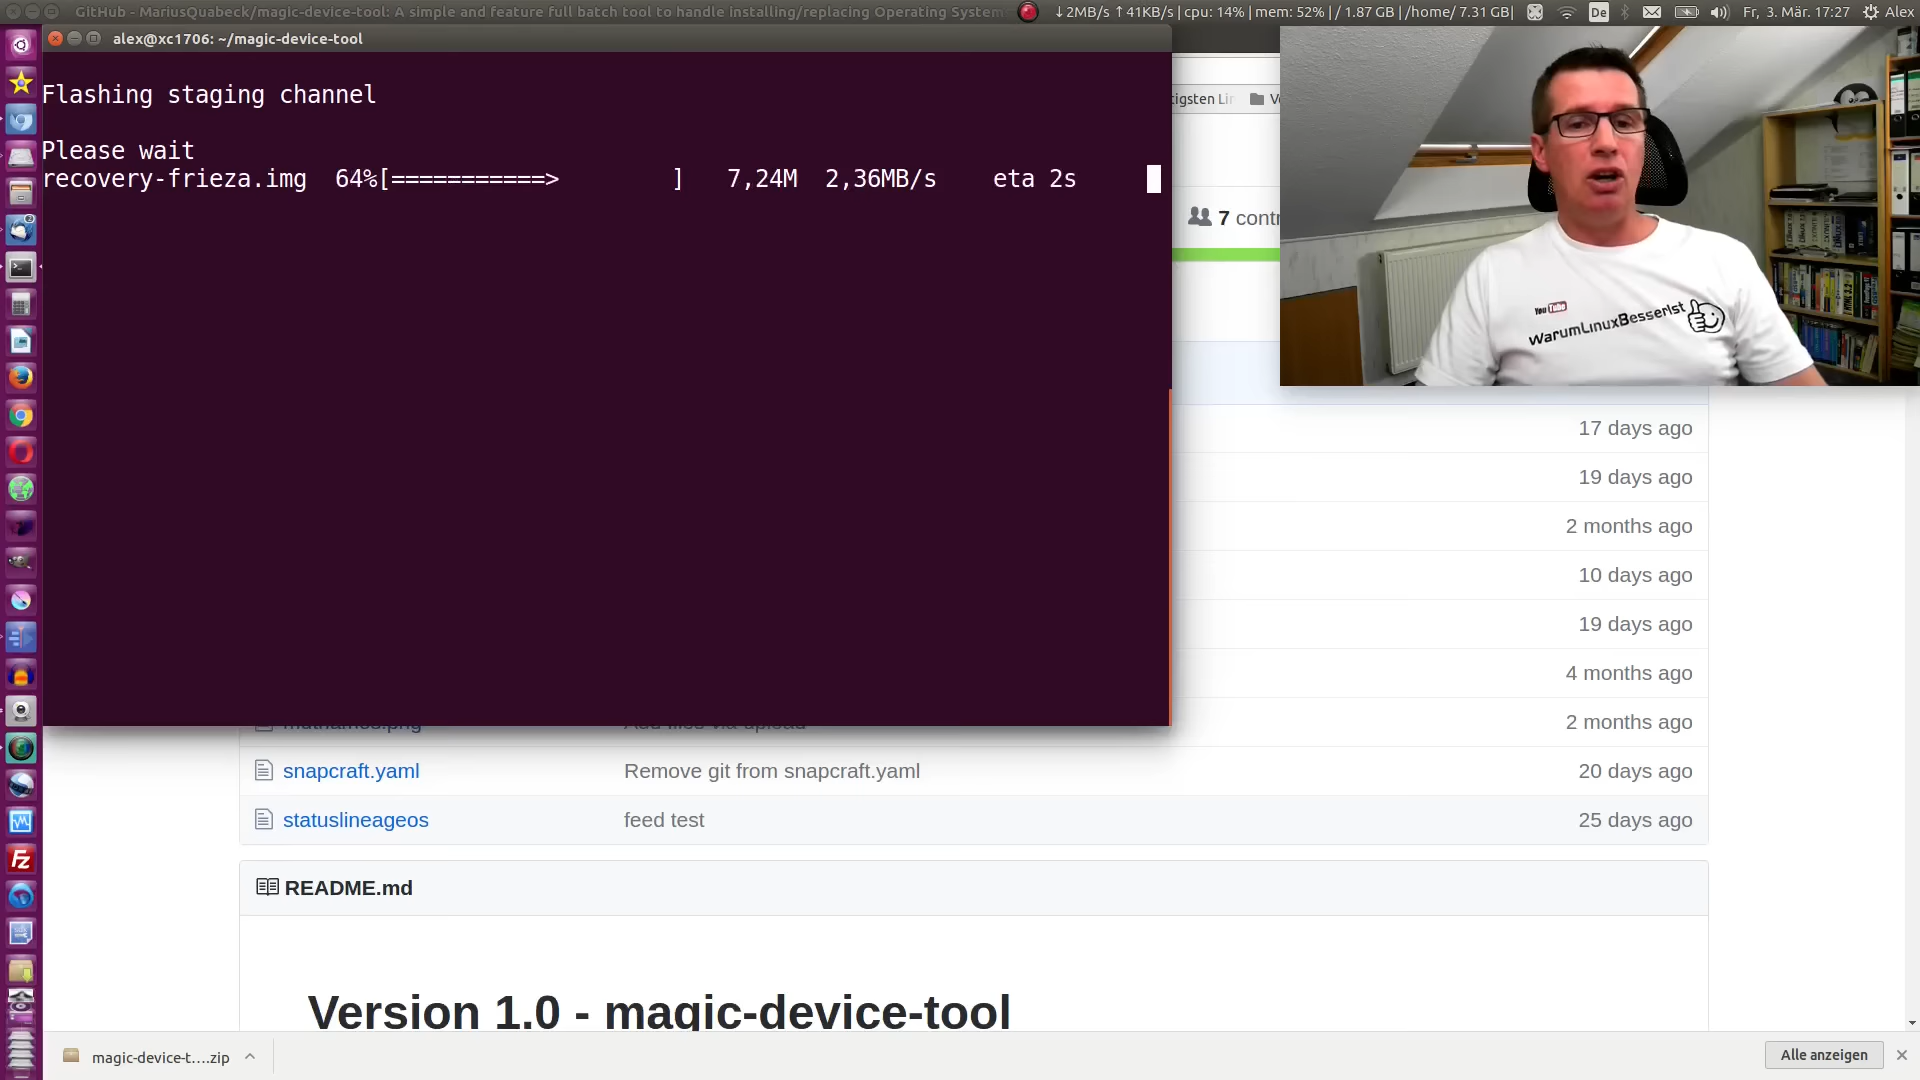 GitHub - MariusQuabeck/magic-device-tool: A simple and feature full batch tool to handle installing/replacing Operating System
↓2MB/s ↑41KB/s | cpu: 14% | mem: 52% | / 1.87 GB | /home/ 7.31 GB|
De
Fr, 3. Mär. 17:27
Alex
alex@xc1706: ~/magic-device-tool
Flashing staging channel
Please wait
recovery-frieza.img 64%[===========> ] 7,24M 2,36MB/s eta 2s
7 contr
You Tube
WarumLinuxBesserIst
17 days ago
19 days ago
2 months ago
10 days ago
19 days ago
4 months ago
2 months ago
snapcraft.yaml Remove git from snapcraft.yaml 20 days ago
statuslineageos feed test 25 days ago
README.md
Version 1.0 - magic-device-tool
magic-device-t....zip
Alle anzeigen